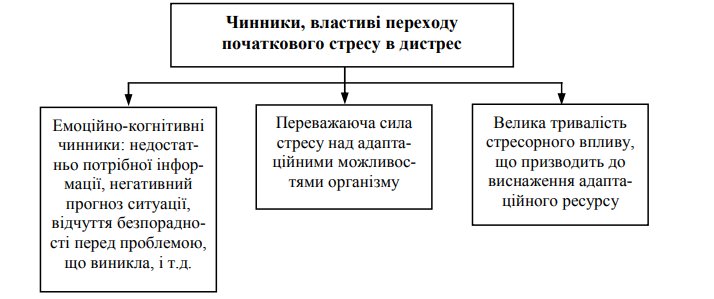 Чинники, властиві переходу
початкового стресу в дистрес
Емоційно-когнітивні
чинники: недостат-
ньо потрібної інфор-
мації, негативний
прогноз ситуації,
відчуття безпорадно-
сті перед проблемою,
що виникла, і т.д.
Переважаюча сила
стресу над адапта-
ційними можливос-
тями організму
Велика тривалість
стресорного впливу,
що призводить до
виснаження адапта-
ційного ресурсу